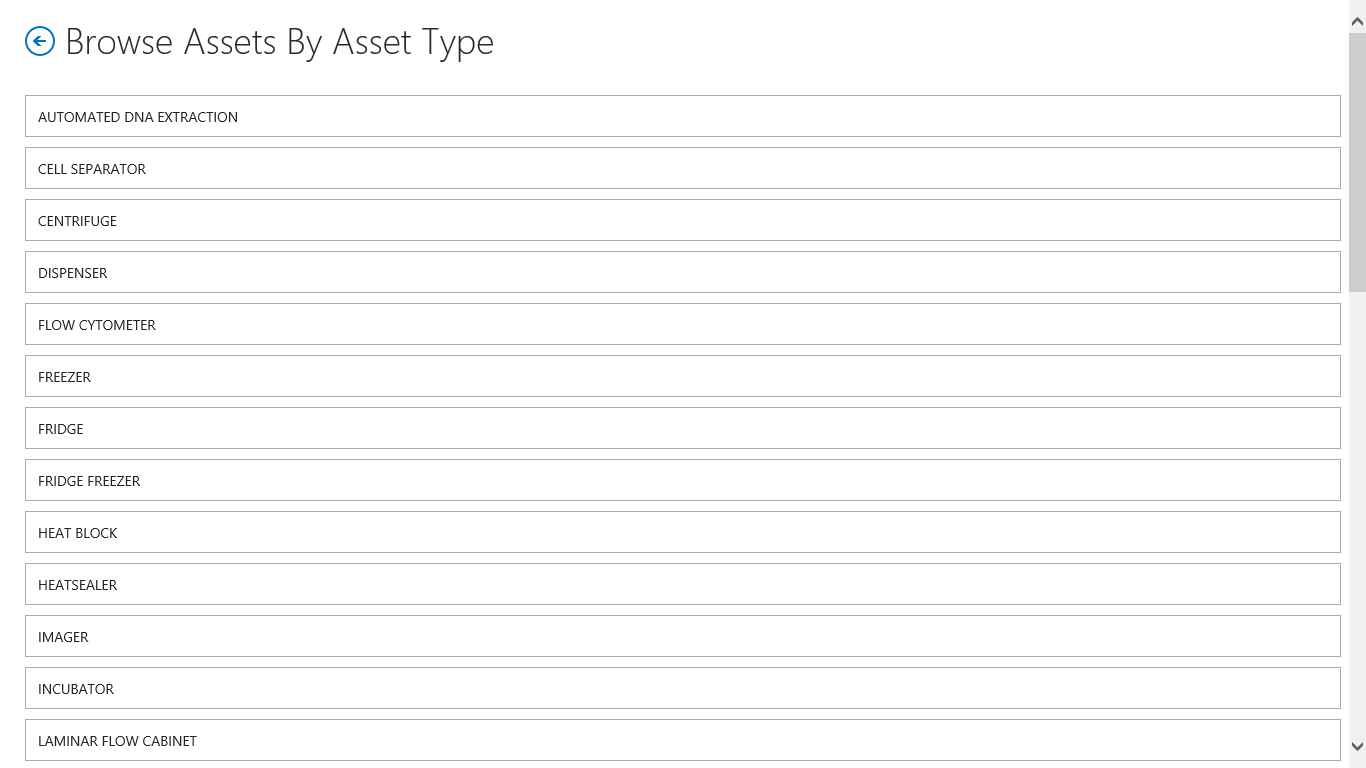 Browse Assets By Asset Type
AUTOMATED DNA EXTRACTION
CELL SEPARATOR
CENTRIFUGE
DISPENSER
FLOW CYTOMETER
FREEZER
FRIDGE
FRIDGE FREEZER
HEAT BLOCK
HEATSEALER
IMAGER
INCUBATOR
LAMINAR FLOW CABINET